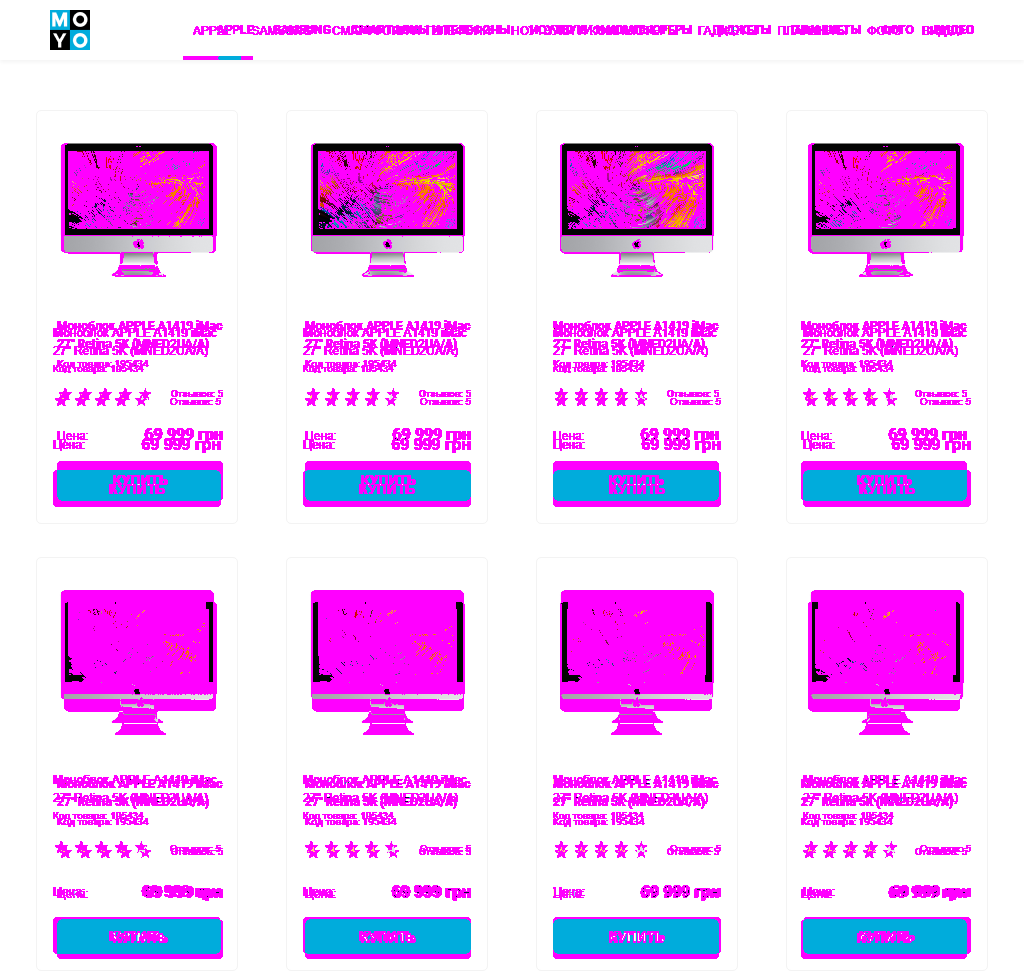 MO
YO
APPLE SAMSUNG СМАРТФОНЫ ТЕЛЕФОНЫ НОУТБУКИ КОМПЬЮТЕРЫ ГАДЖЕТЫ ПЛАНШЕТЫ ФОТО ВИДЕО
Моноблок APPLE A1419 iMac Моноблок APPLE A1419 iMac Моноблок APPLE A1419 iMac Моноблок APPLE A1419 iMac
27" Retina 5K (MNED2UA/A) 27" Retina 5K (MNED2UA/A) 27" Retina 5K (MNED2UA/A) 27" Retina 5K (MNED2UA/A)
Код товара: 195434 Код товара: 195434 Код товара: 195434 Код товара: 195434
Отзывов: 5 Отзывов: 5 Отзывов: 5 Отзывов: 5
Цена: 69 999 грн Цена: 69 999 грн Цена: 69 999 грн Цена: 69 999 грн
КУПИТЬ КУПИТЬ КУПИТЬ КУПИТЬ
Моноблок APPLE A1419 iMac Моноблок APPLE A1419 iMac Моноблок APPLE A1419 iMac Моноблок APPLE A1419 iMac
27" Retina 5K (MNED2UA/A) 27" Retina 5K (MNED2UA/A) 27" Retina 5K (MNED2UA/A) 27" Retina 5K (MNED2UA/A)
Код товара: 195434 Код товара: 195434 Код товара: 195434 Код товара: 195434
Отзывов: 5 Отзывов: 5 Отзывов: 5 Отзывов: 5
Цена: 69 999 грн Цена: 69 999 грн Цена: 69 999 грн Цена: 69 999 грн
КУПИТЬ КУПИТЬ КУПИТЬ КУПИТЬ